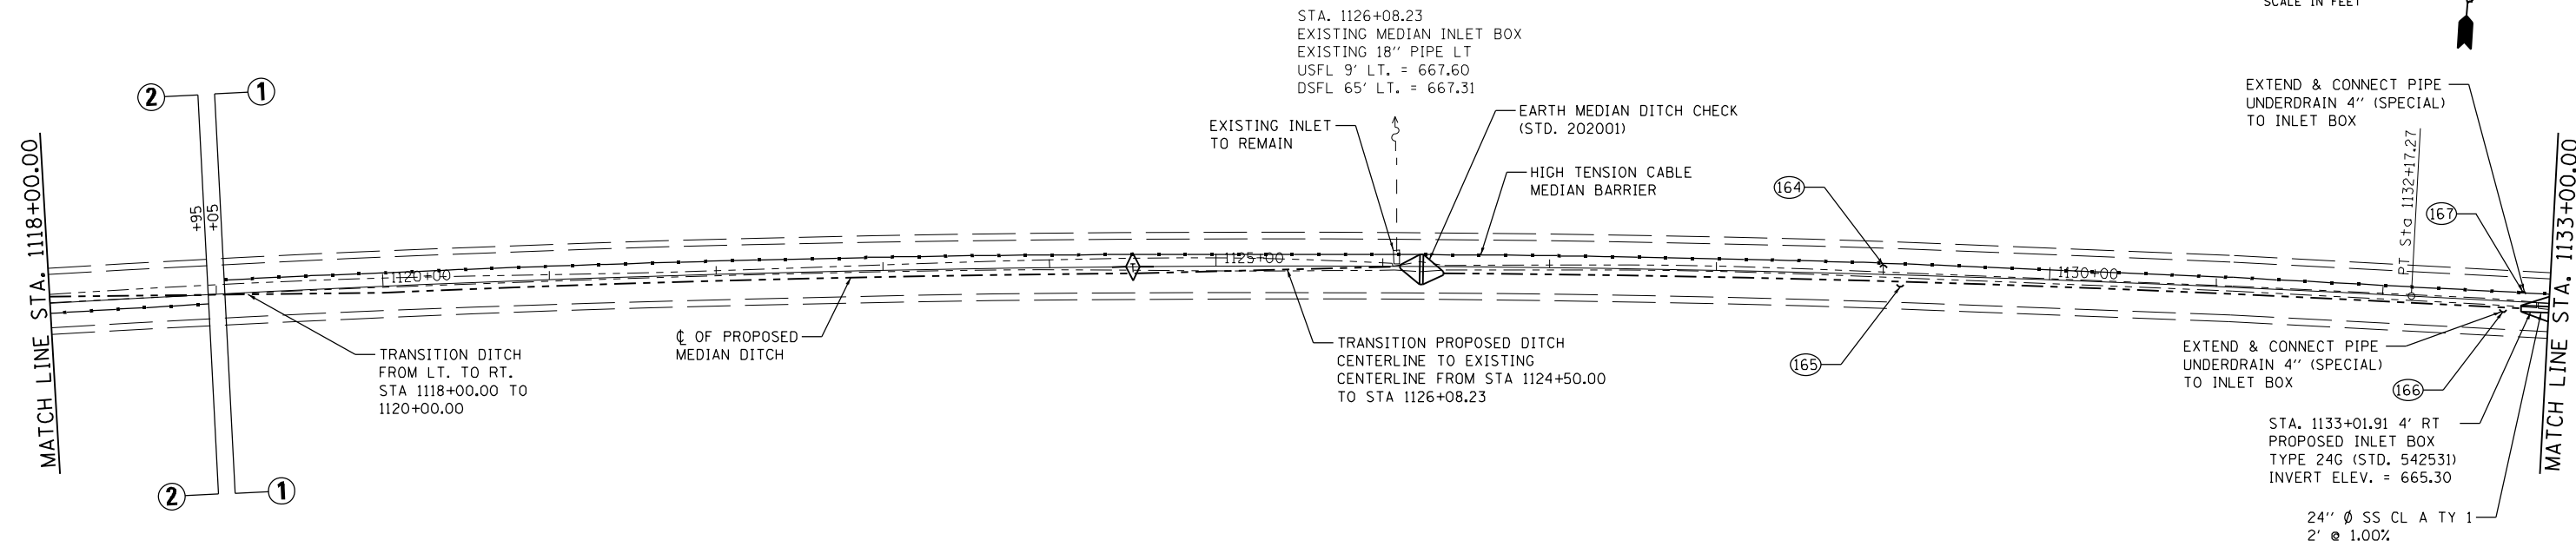 SCALE IN FEET
STA. 1126+08.23
EXISTING MEDIAN INLET BOX
EXISTING 18'' PIPE LT
USFL 9' LT. = 667.60
DSFL 65' LT. = 667.31
EXISTING INLET
TO REMAIN
EARTH MEDIAN DITCH CHECK
(STD. 202001)
HIGH TENSION CABLE
MEDIAN BARRIER
EXTEND & CONNECT PIPE
UNDERDRAIN 4'' (SPECIAL)
TO INLET BOX
2
1
164
167
PT Sta 1132+17.27
MATCH LINE STA. 1118+00.00
+95
+05
1120+00
1125+00
1130+00
MATCH LINE STA. 1133+00.00
T
TRANSITION DITCH
FROM LT. TO RT.
STA 1118+00.00 TO
1120+00.00
℄ OF PROPOSED
MEDIAN DITCH
TRANSITION PROPOSED DITCH
CENTERLINE TO EXISTING
CENTERLINE FROM STA 1124+50.00
TO STA 1126+08.23
165
EXTEND & CONNECT PIPE
UNDERDRAIN 4'' (SPECIAL)
TO INLET BOX
166
STA. 1133+01.91 4' RT
PROPOSED INLET BOX
TYPE 24G (STD. 542531)
INVERT ELEV. = 665.30
2
1
24'' Ø SS CL A TY 1
2' @ 1.00%